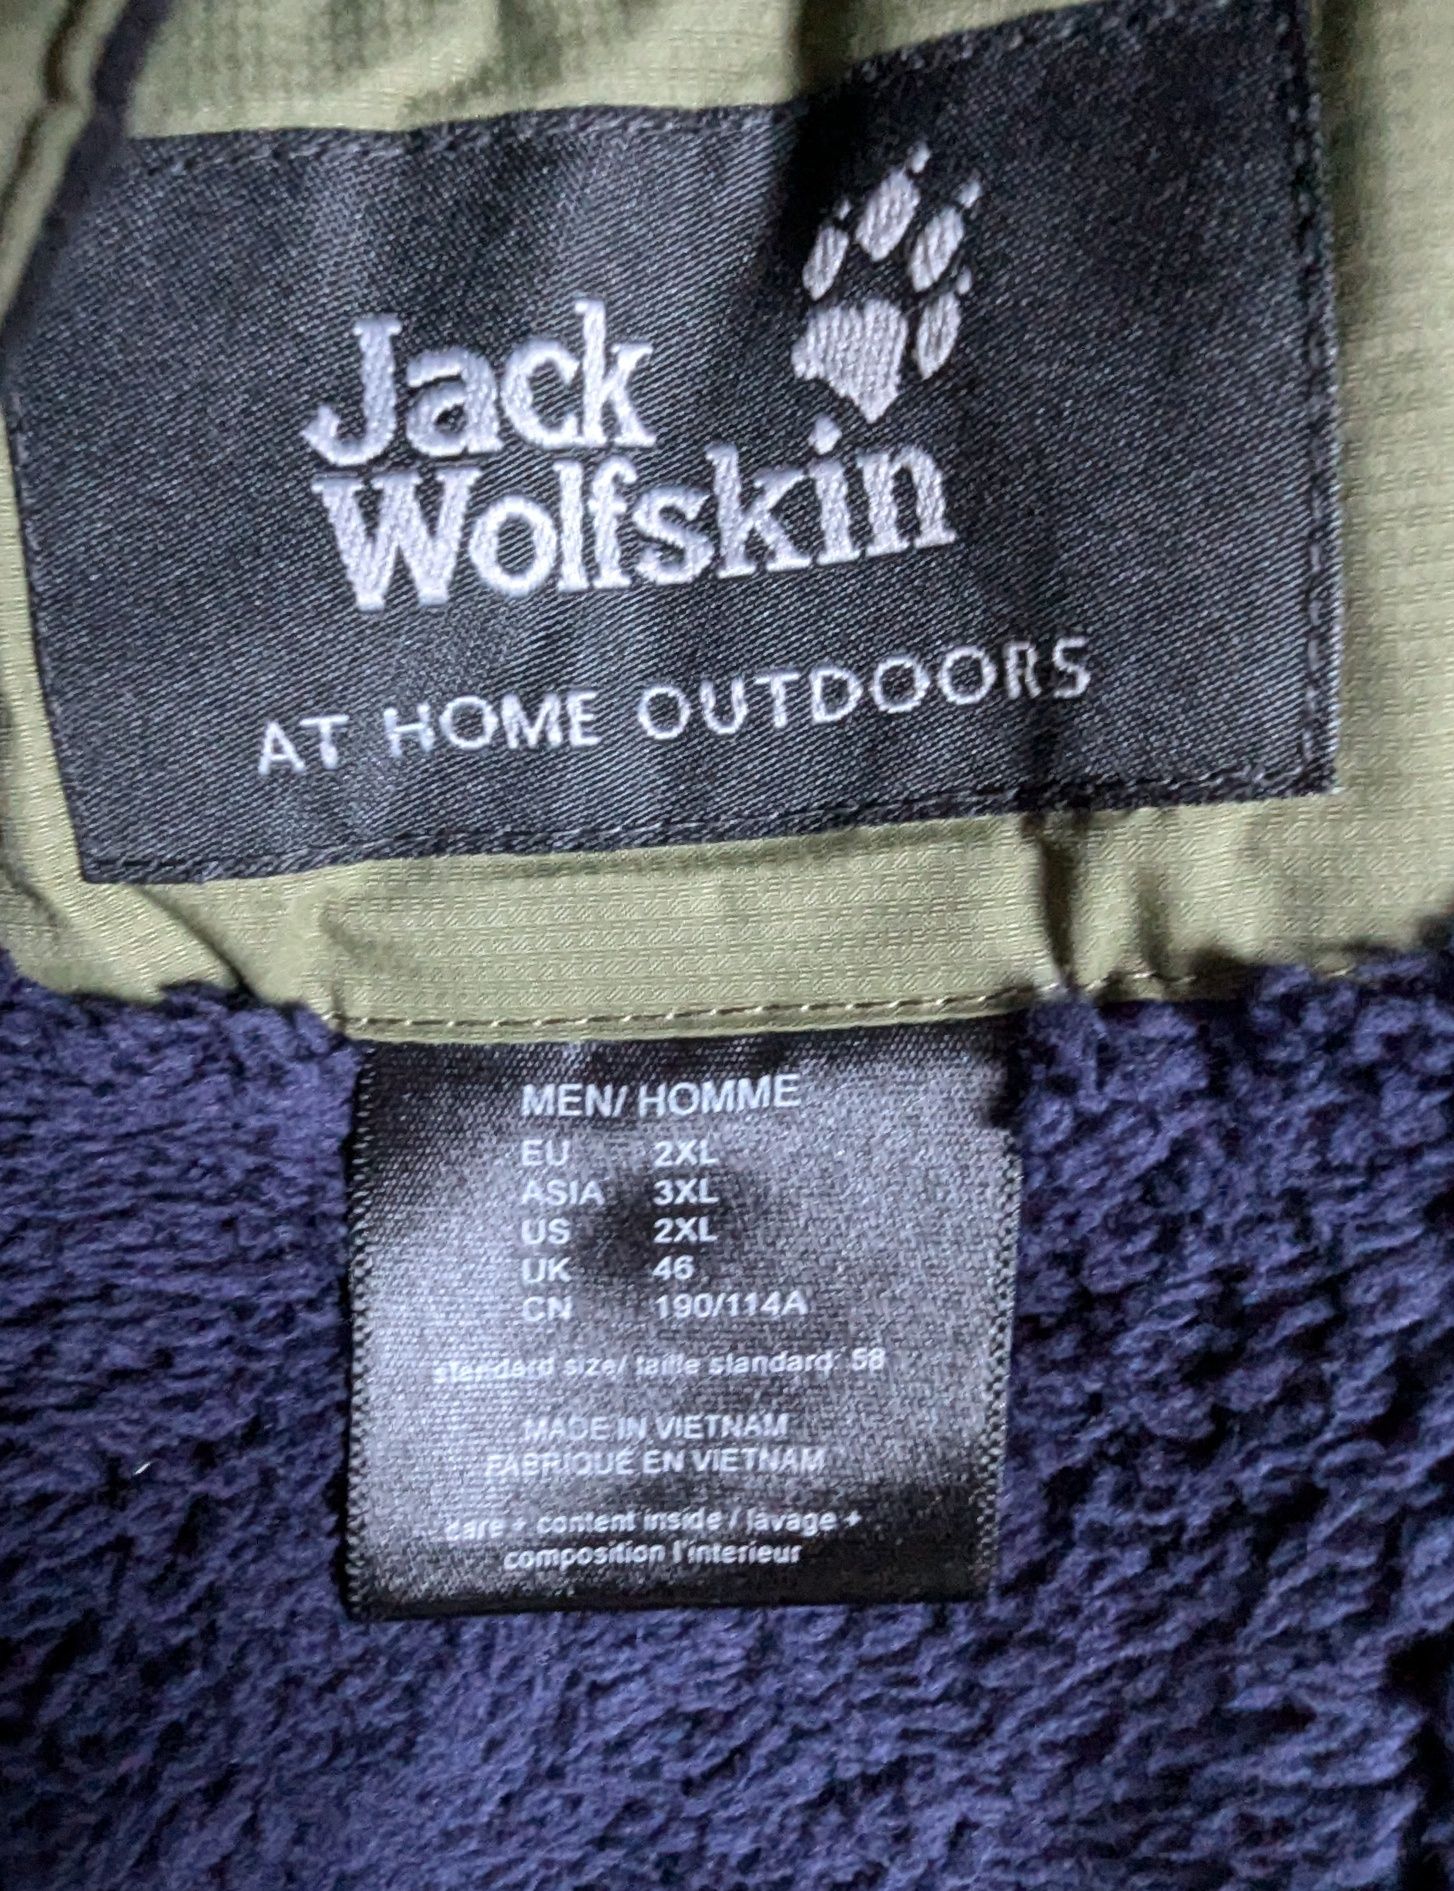 Jack
Wolfskin
AT HOME OUTDOORS
MEN/ HOMME
EU 2XL
ASIA 3XL
US 2XL
UK 46
CN 190/114A
standard size/ taille standard: 58
MADE IN VIETNAM
FABRIQUÉ EN VIETNAM
care + content inside / lavage +
composition l'interieur